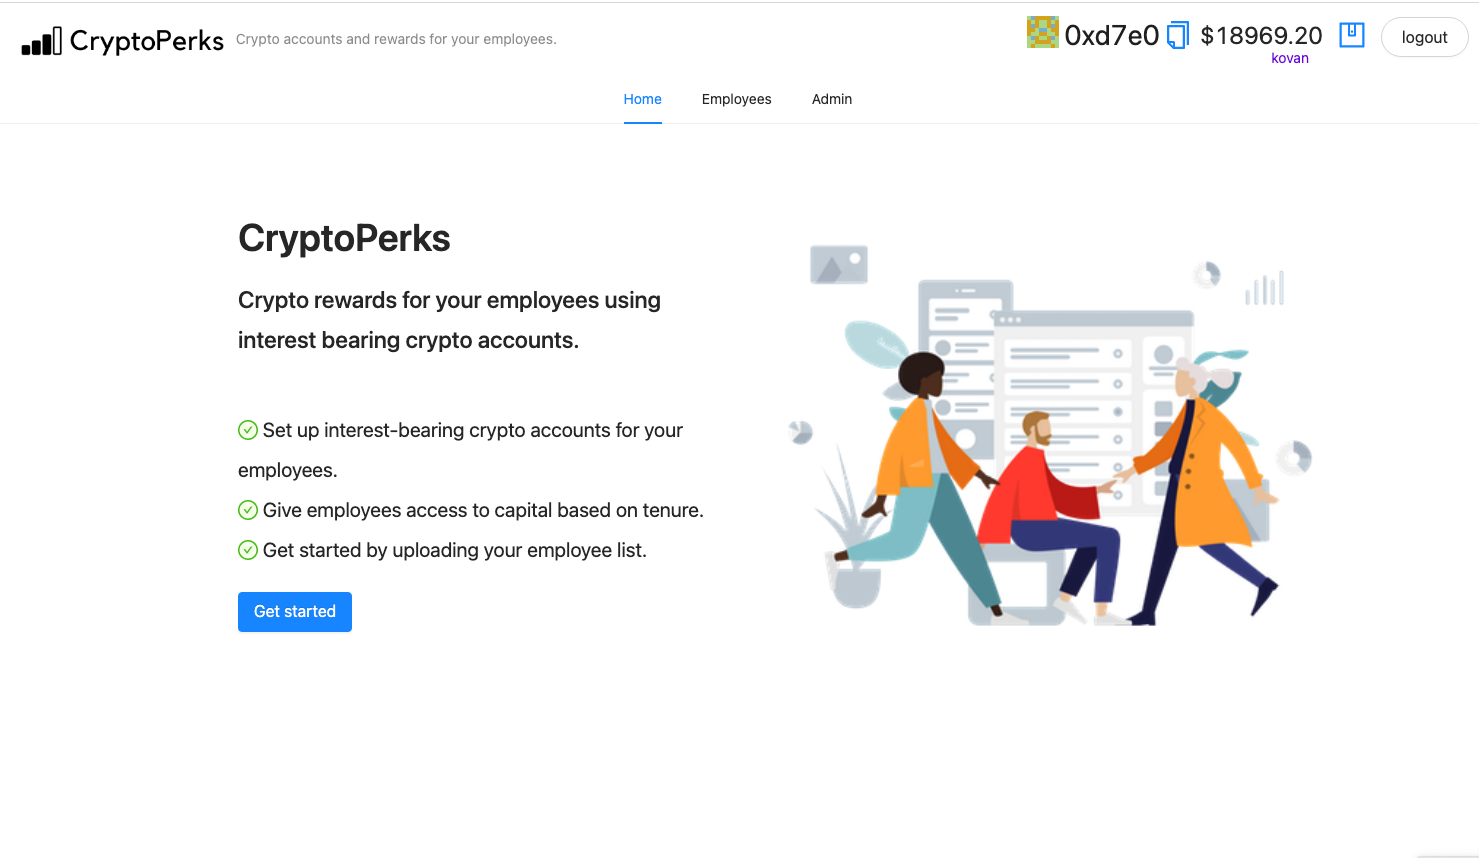 CryptoPerks Crypto accounts and rewards for your employees. 0xd7e0 $18969.20 logout
kovan
Home Employees Admin
CryptoPerks
Crypto rewards for your employees using
interest bearing crypto accounts.
Set up interest-bearing crypto accounts for your
employees.
Give employees access to capital based on tenure.
Get started by uploading your employee list.
Get started